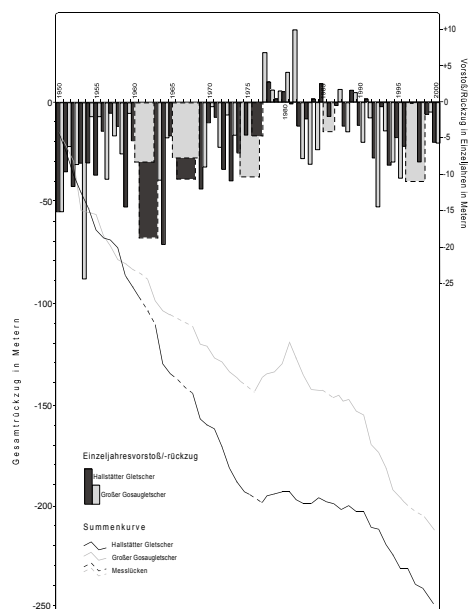 +10
1950
1955
1960
1965
1970
1975
1980
1985
1990
1995
2000
+5
0
0
-5
-10
-15
-20
-25
-50
-100
-150
-200
-250
Vorstoß/Rückzug in Einzeljahren in Metern
Gesamtrückzug in Metern
Einzeljahresvorstoß/-rückzug
Hallstätter Gletscher
Großer Gosaugletscher
Summenkurve
Hallstätter Gletscher
Großer Gosaugletscher
Messlücken